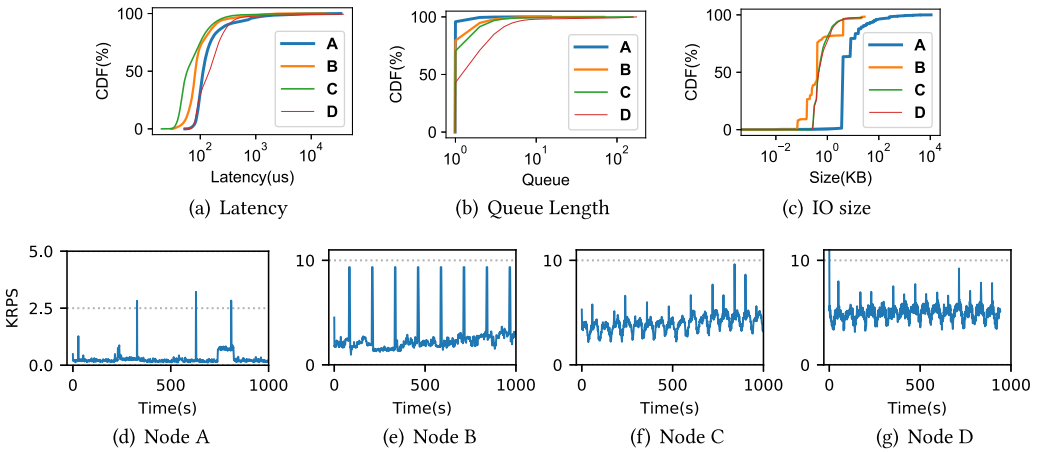 CDF(%)
100
50
0
10^2 10^3 10^4
Latency(us)
A
B
C
D
(a) Latency
CDF(%)
100
50
0
10^0 10^1 10^2
Queue
A
B
C
D
(b) Queue Length
CDF(%)
100
50
0
10^−2 10^0 10^2 10^4
Size(KB)
A
B
C
D
(c) IO size
KRPS
5.0
2.5
0.0
0 500 1000
Time(s)
(d) Node A
10
0
0 500 1000
Time(s)
(e) Node B
10
0
0 500 1000
Time(s)
(f) Node C
10
0
0 500 1000
Time(s)
(g) Node D